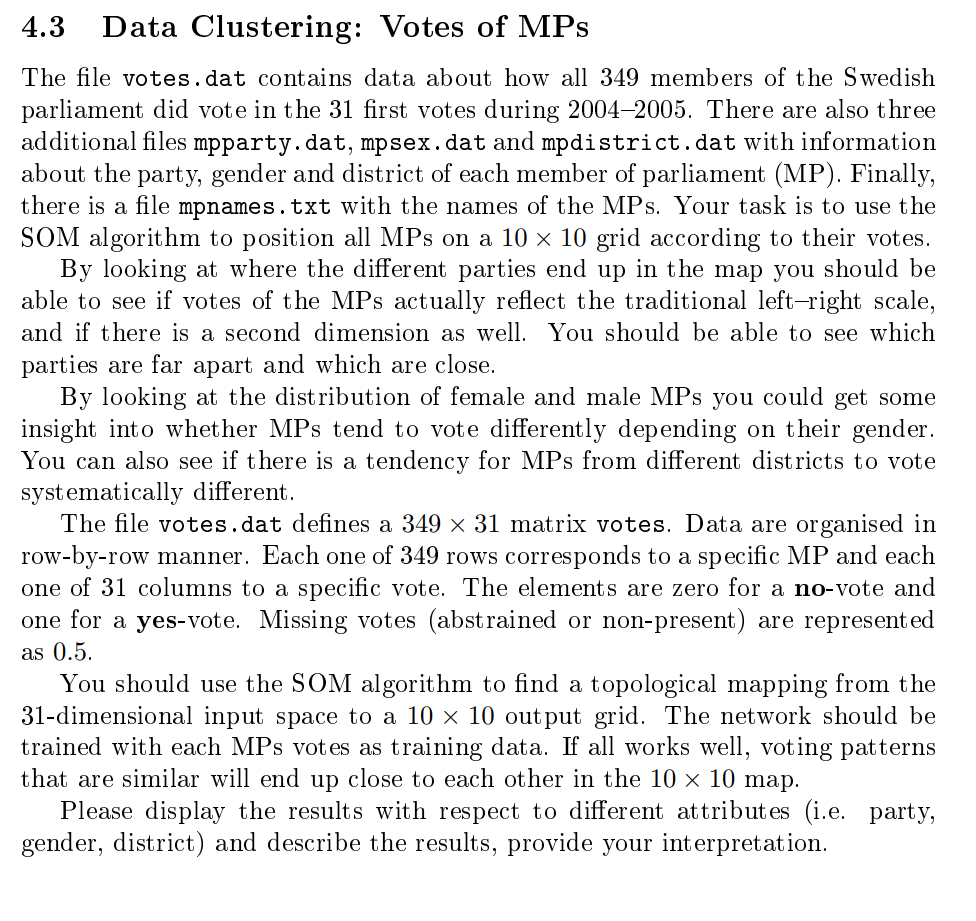 4.3 Data Clustering: Votes of MPs
The file votes.dat contains data about how all 349 members of the Swedish
parliament did vote in the 31 first votes during 2004–2005. There are also three
additional files mpparty.dat, mpsex.dat and mpdistrict.dat with information
about the party, gender and district of each member of parliament (MP). Finally,
there is a file mpnames.txt with the names of the MPs. Your task is to use the
SOM algorithm to position all MPs on a 10 × 10 grid according to their votes.
By looking at where the different parties end up in the map you should be
able to see if votes of the MPs actually reflect the traditional left–right scale,
and if there is a second dimension as well. You should be able to see which
parties are far apart and which are close.
By looking at the distribution of female and male MPs you could get some
insight into whether MPs tend to vote differently depending on their gender.
You can also see if there is a tendency for MPs from different districts to vote
systematically different.
The file votes.dat defines a 349 × 31 matrix votes. Data are organised in
row-by-row manner. Each one of 349 rows corresponds to a specific MP and each
one of 31 columns to a specific vote. The elements are zero for a no-vote and
one for a yes-vote. Missing votes (abstrained or non-present) are represented
as 0.5.
You should use the SOM algorithm to find a topological mapping from the
31-dimensional input space to a 10 × 10 output grid. The network should be
trained with each MPs votes as training data. If all works well, voting patterns
that are similar will end up close to each other in the 10 × 10 map.
Please display the results with respect to different attributes (i.e. party,
gender, district) and describe the results, provide your interpretation.